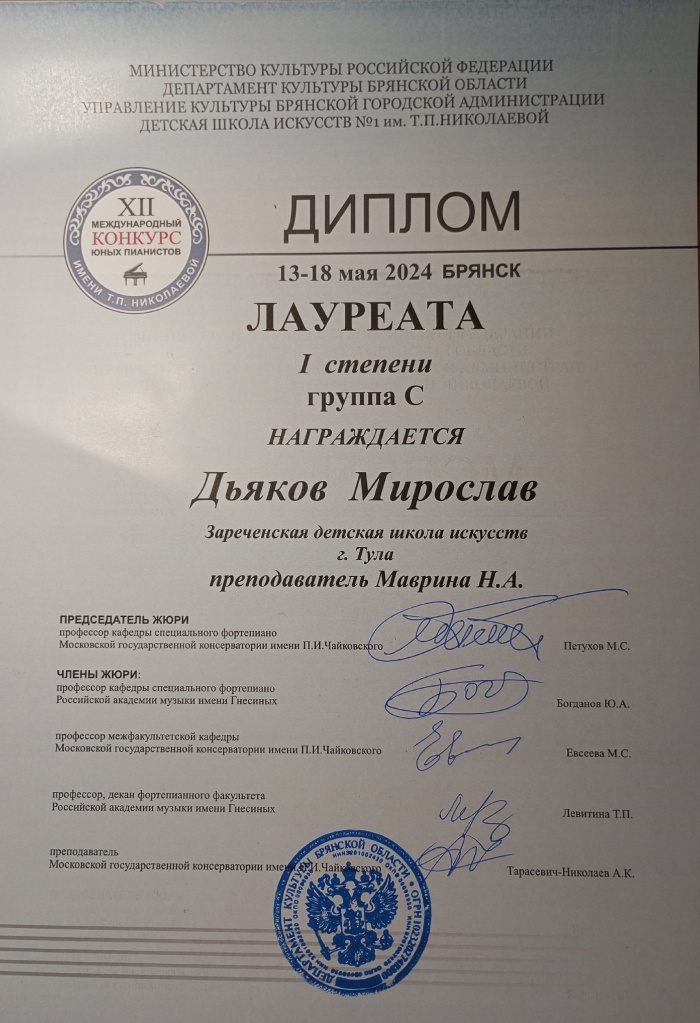 МИНИСТЕРСТВО КУЛЬТУРЫ РОССИЙСКОЙ ФЕДЕРАЦИИ
ДЕПАРТАМЕНТ КУЛЬТУРЫ БРЯНСКОЙ ОБЛАСТИ
УПРАВЛЕНИЕ КУЛЬТУРЫ БРЯНСКОЙ ГОРОДСКОЙ АДМИНИСТРАЦИИ
ДЕТСКАЯ ШКОЛА ИСКУССТВ №1 им. Т.П.НИКОЛАЕВОЙ
XII
МЕЖДУНАРОДНЫЙ
КОНКУРС
ЮНЫХ ПИАНИСТОВ
ИМЕНИ Т.П. НИКОЛАЕВОЙ
ДИПЛОМ
13-18 мая 2024 БРЯНСК
ЛАУРЕАТА
I степени
группа С
НАГРАЖДАЕТСЯ
Дьяков Мирослав
Зареченская детская школа искусств
г. Тула
преподаватель Маврина Н.А.
ПРЕДСЕДАТЕЛЬ ЖЮРИ
профессор кафедры специального фортепиано
Московской государственной консерватории имени П.И.Чайковского
Петухов М.С.
ЧЛЕНЫ ЖЮРИ:
профессор кафедры специального фортепиано
Российской академии музыки имени Гнесиных
Богданов Ю.А.
профессор межфакультетской кафедры
Московской государственной консерватории имени П.И.Чайковского
Евсеева М.С.
профессор, декан фортепианного факультета
Российской академии музыки имени Гнесиных
Левитина Т.П.
преподаватель
Московской государственной консерватории имени П.И.Чайковского
Тарасевич-Николаев А.К.
ДЕПАРТАМЕНТ КУЛЬТУРЫ БРЯНСКОЙ ОБЛАСТИ